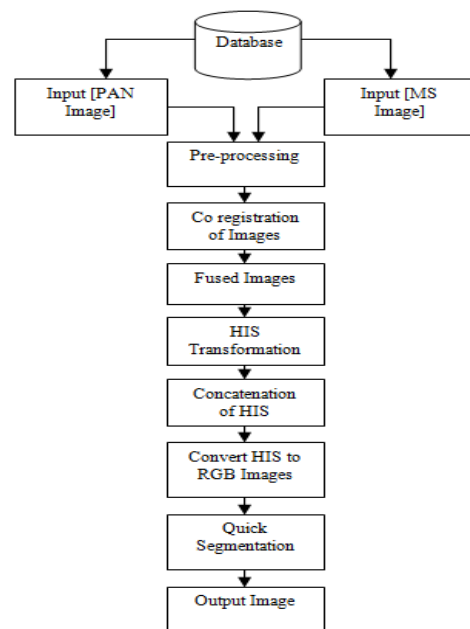 Database
Input [PAN
Image]
Input [MS
Image]
Pre-processing
Co registration
of Images
Fused Images
HIS
Transformation
Concatenation
of HIS
Convert HIS to
RGB Images
Quick
Segmentation
Output Image